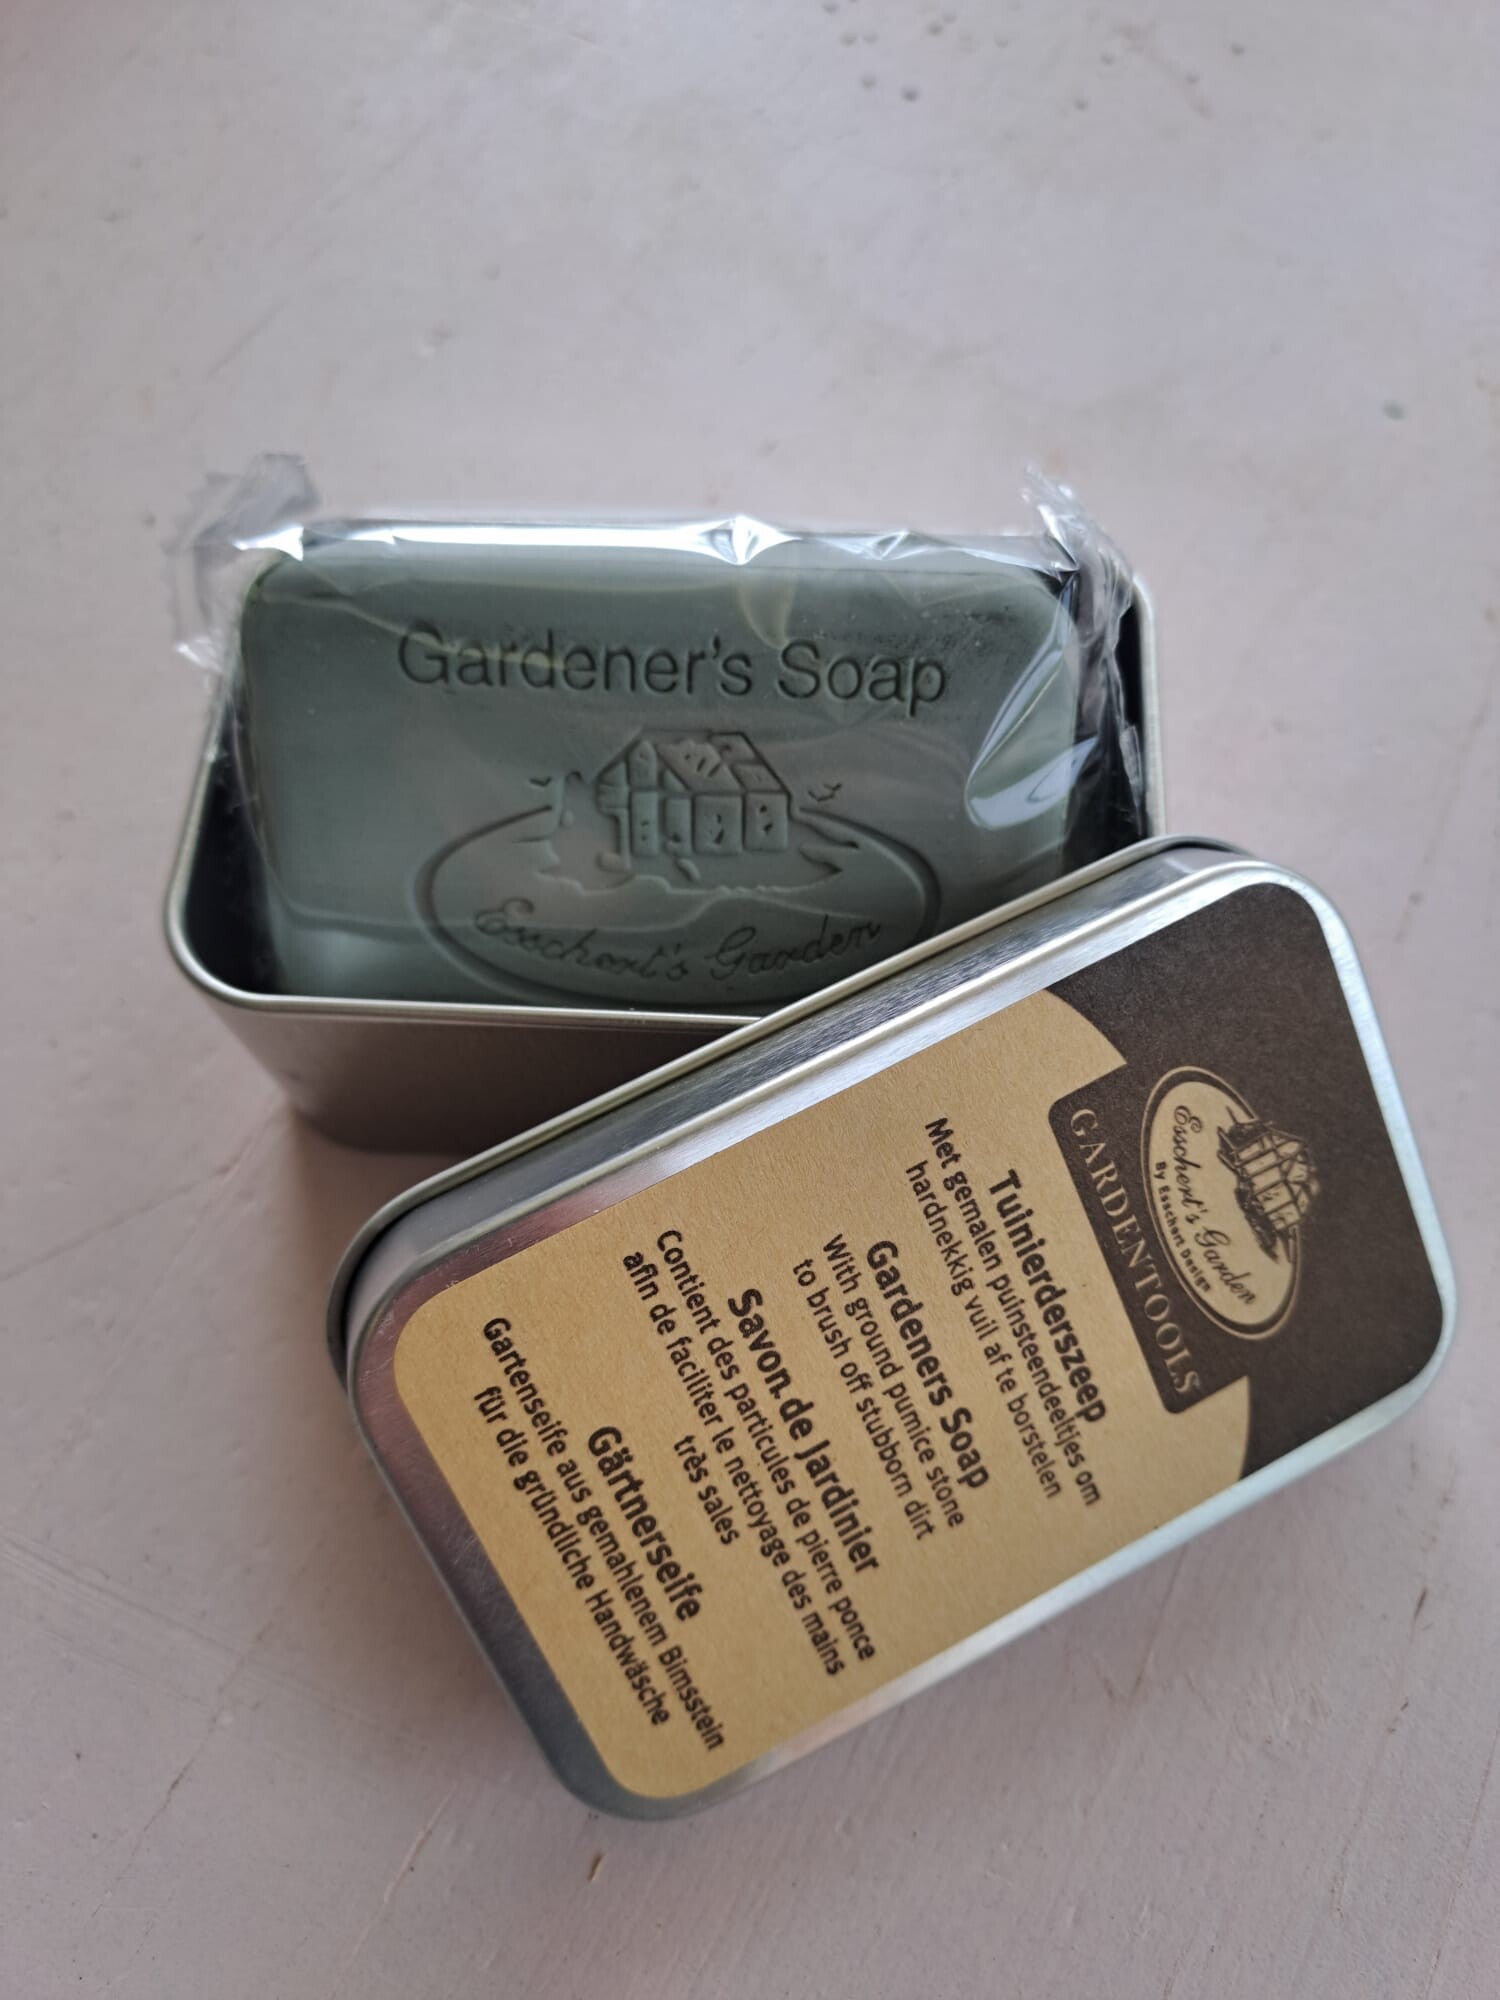 Gardener's Soap
Esschert's Garden
Esschert's Garden
By Esschert Design
GARDENTOOLS
Tuinierderszeep
Met gemalen puinsteendeeltjes om
hardnekkig vuil af te borstelen
Gardeners Soap
With ground pumice stone
to brush off stubborn dirt
Savon.de Jardinier
Contient des particules de pierre ponce
afin de faciliter le nettoyage des mains
très sales
Gärtnerseife
Gartenseife aus gemahlenem Bimsstein
für die gründliche Handwäsche